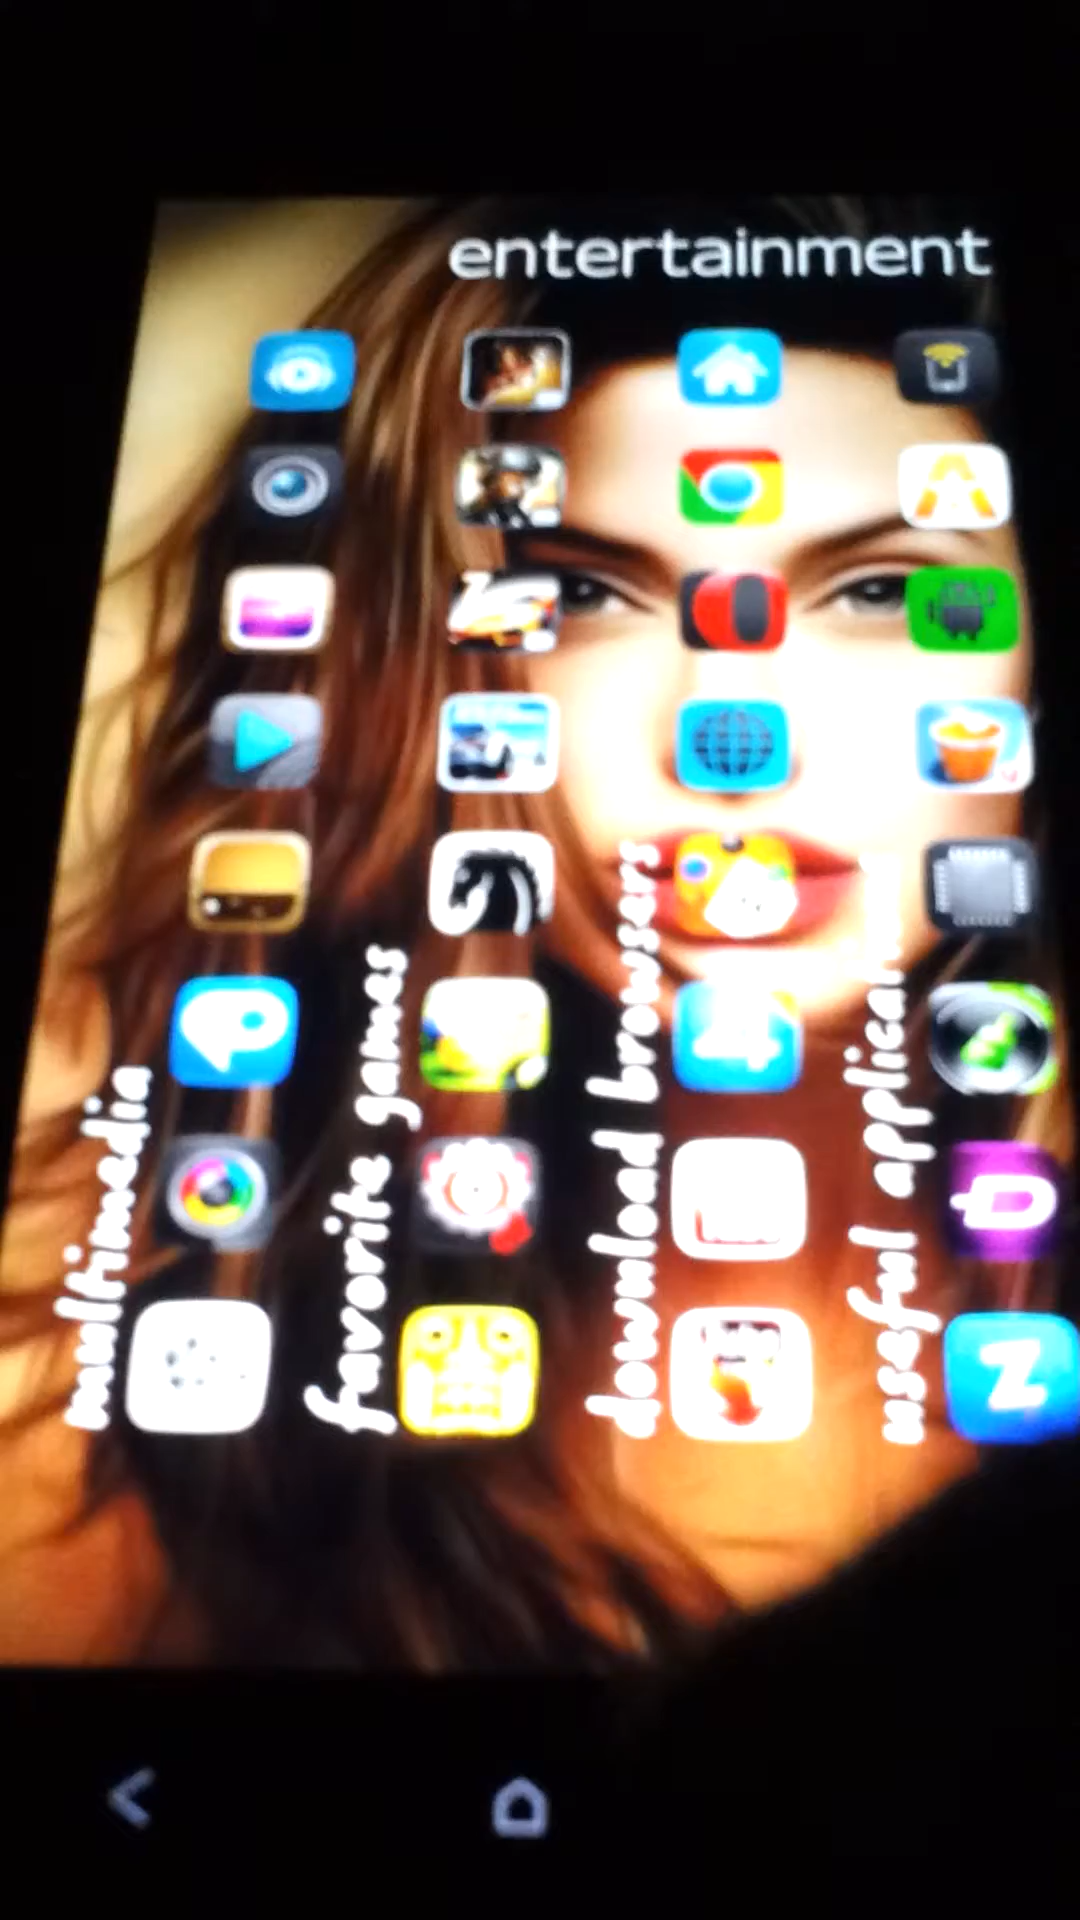 entertainment
multimedia
favorite games
download browsers
useful